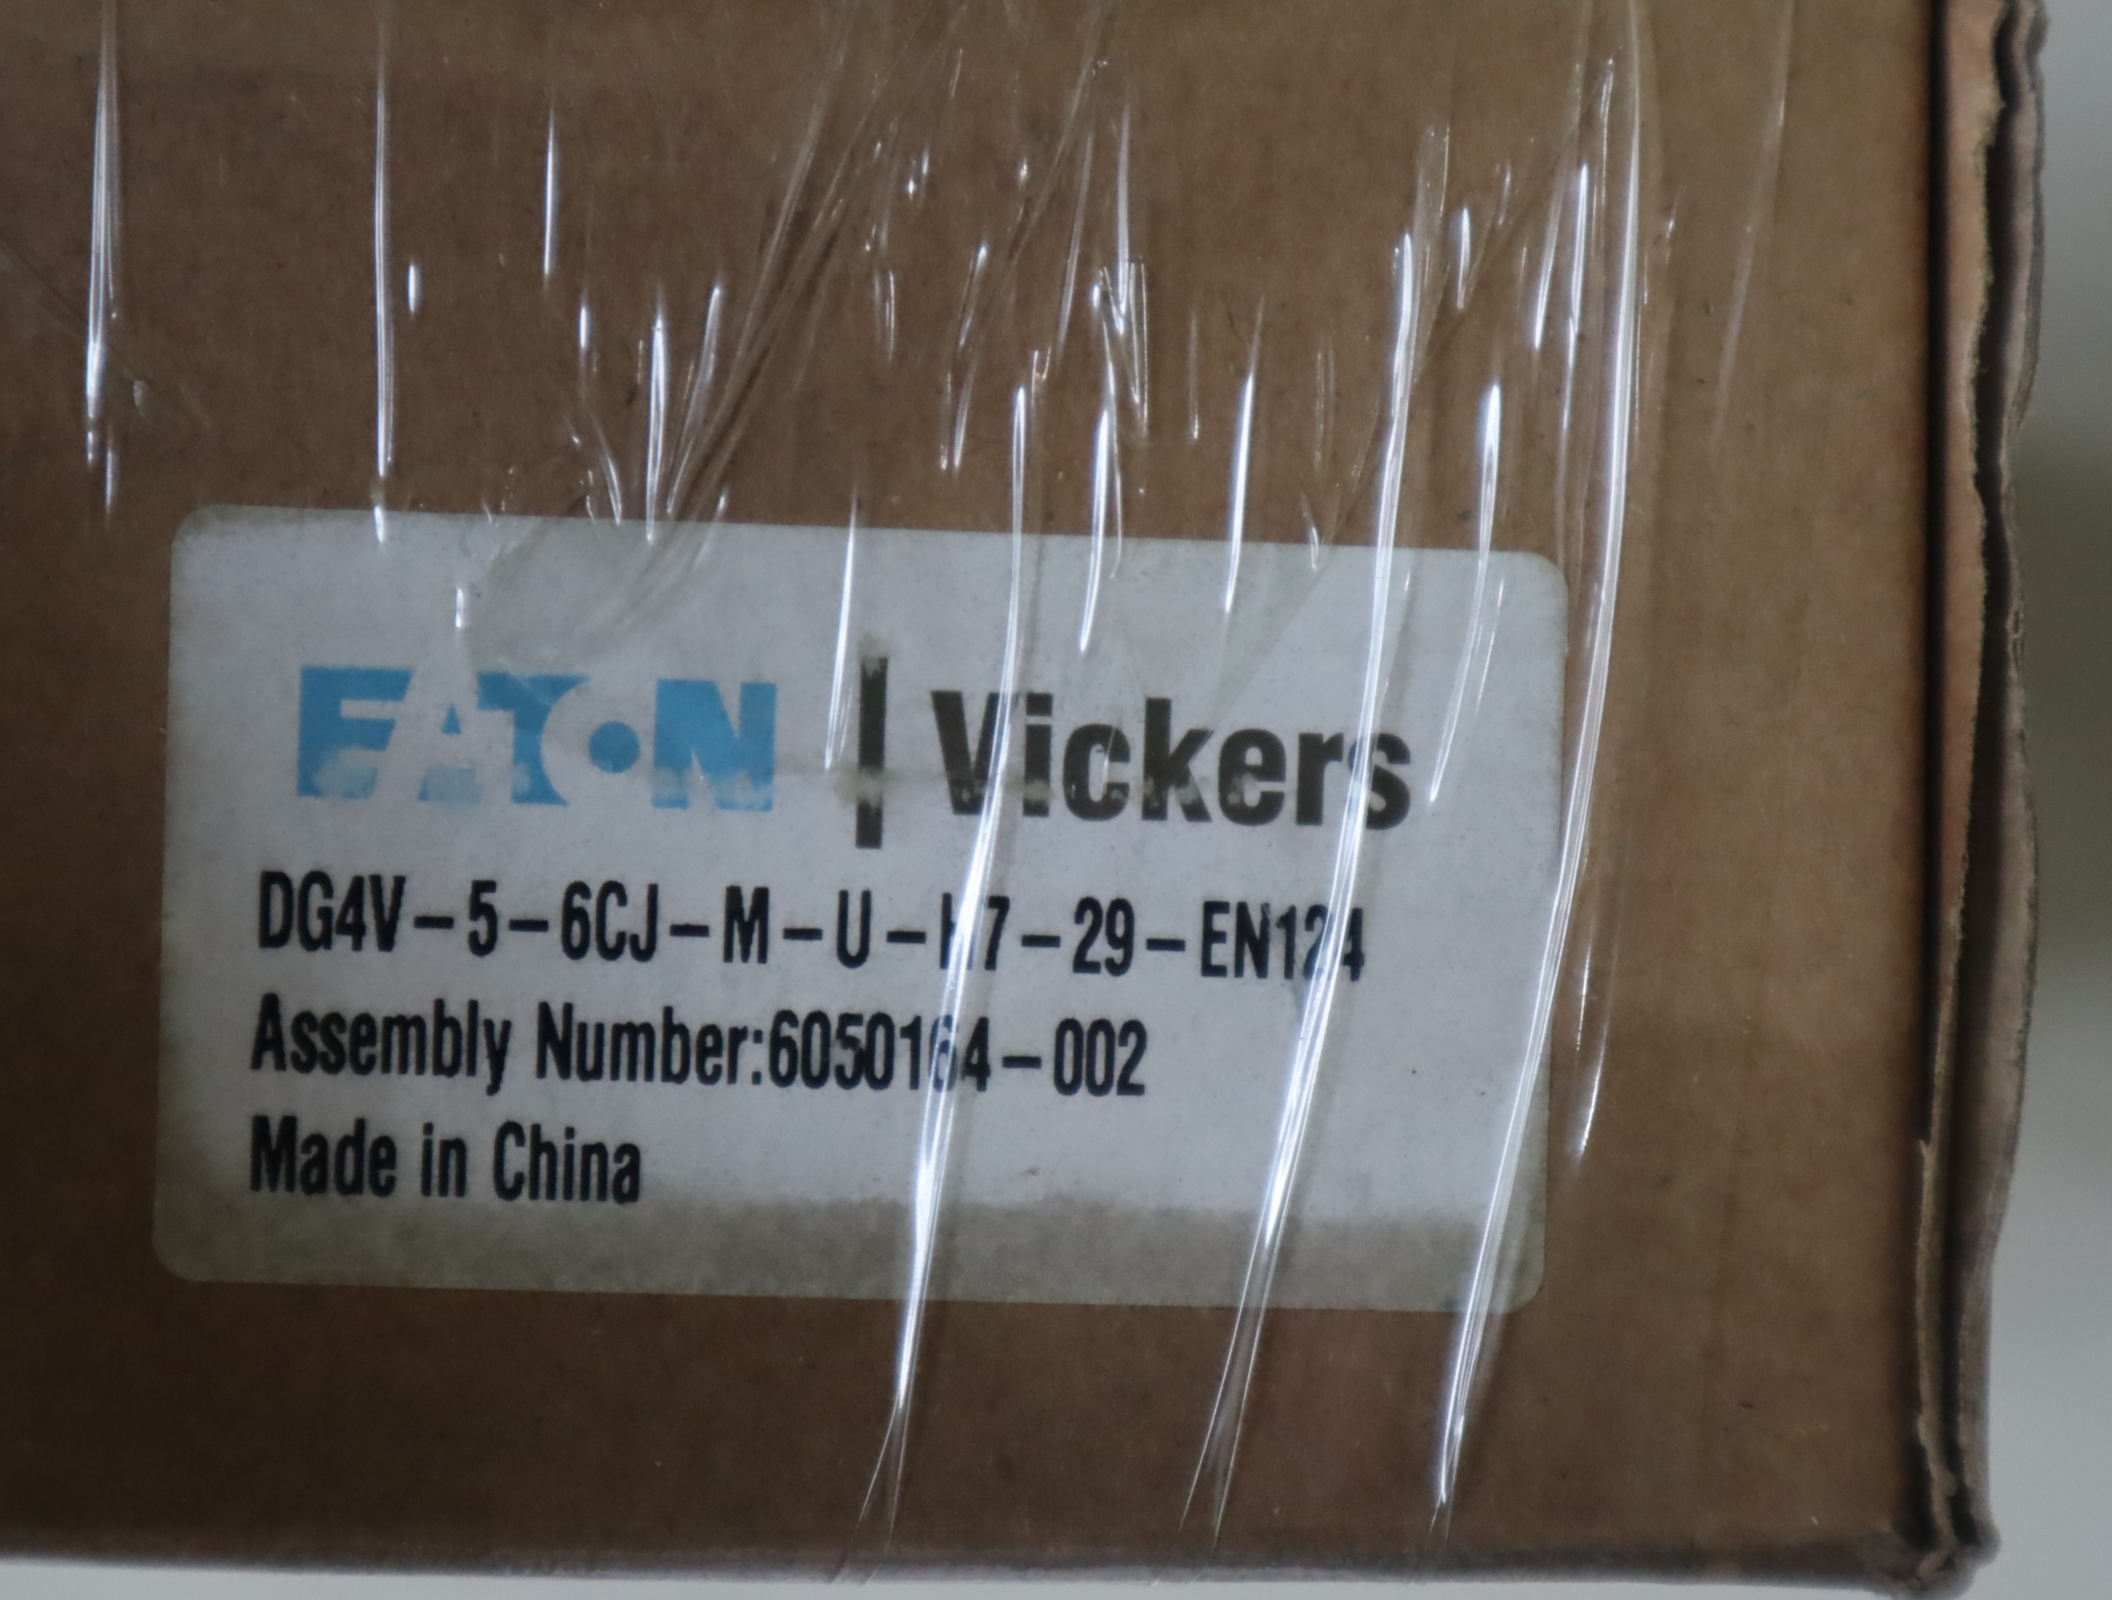 EATON | Vickers
DG4V-5-6CJ-M-U-H7-29-EN124
Assembly Number:6050164-002
Made in China